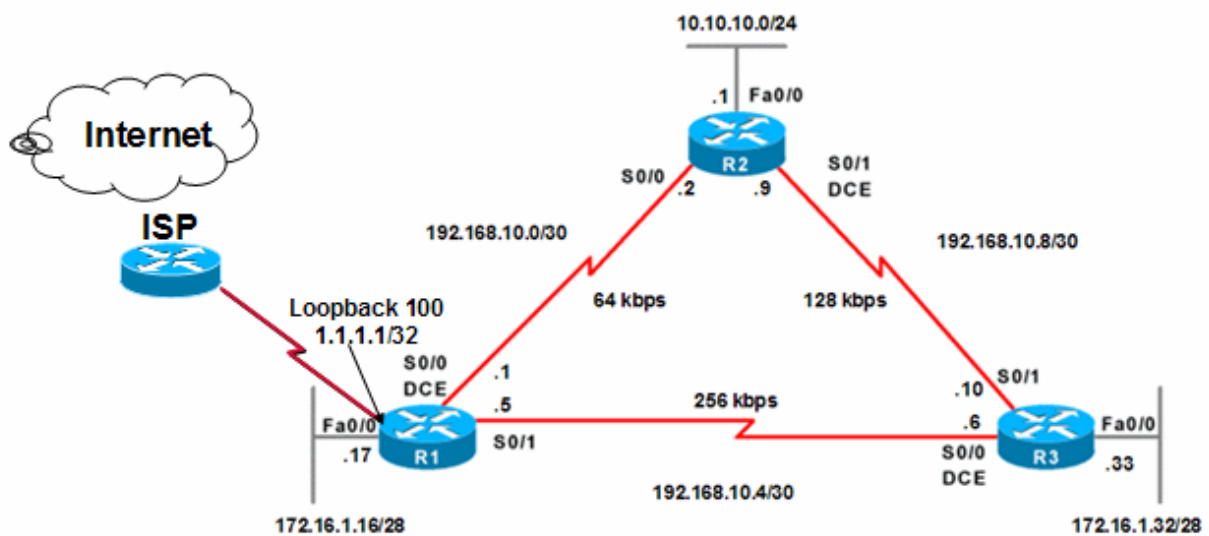 10.10.10.0/24
.1
Fa0/0
R2
S0/0
.2
.9
S0/1
DCE
Internet
ISP
192.168.10.0/30
192.168.10.8/30
64 kbps
128 kbps
Loopback 100
1.1.1.1/32
S0/0
DCE
.1
.5
S0/1
256 kbps
.10
S0/1
.6
Fa0/0
.17
R1
S0/0
DCE
R3
Fa0/0
.33
192.168.10.4/30
172.16.1.16/28
172.16.1.32/28